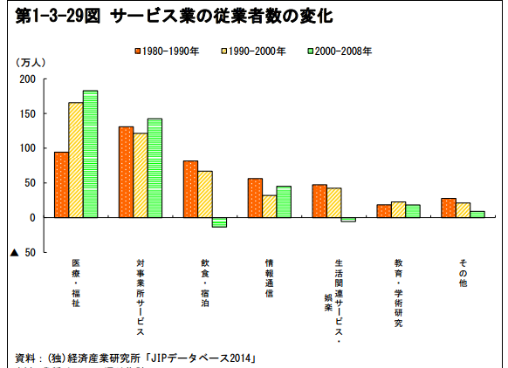 第1-3-29図 サービス業の従業者数の変化
1980-1990年 1990-2000年 2000-2008年
(万人)
200
150
100
50
0
▲ 50
医療・福祉
対事業所サービス
飲食・宿泊
情報通信
生活関連サービス・
娯楽
教育・学術研究
その他
資料：(独)経済産業研究所「JIPデータベース2014」